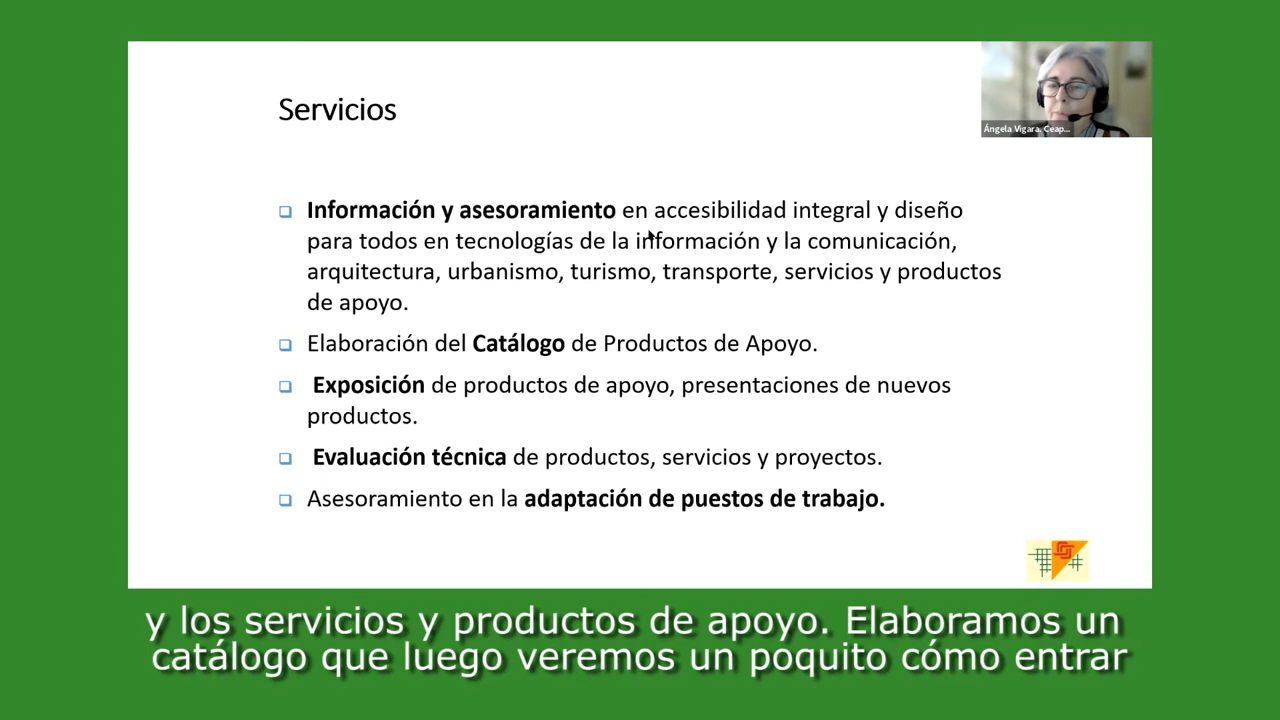 Servicios
Ángela Vigara. Ceap...
❑ Información y asesoramiento en accesibilidad integral y diseño
para todos en tecnologías de la información y la comunicación,
arquitectura, urbanismo, turismo, transporte, servicios y productos
de apoyo.
❑ Elaboración del Catálogo de Productos de Apoyo.
❑ Exposición de productos de apoyo, presentaciones de nuevos
productos.
❑ Evaluación técnica de productos, servicios y proyectos.
❑ Asesoramiento en la adaptación de puestos de trabajo.
y los servicios y productos de apoyo. Elaboramos un
catálogo que luego veremos un poquito cómo entrar